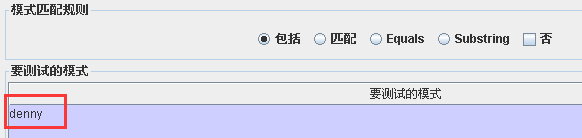 模式匹配规则
包括 匹配 Equals Substring 否
要测试的模式
要测试的模式
denny